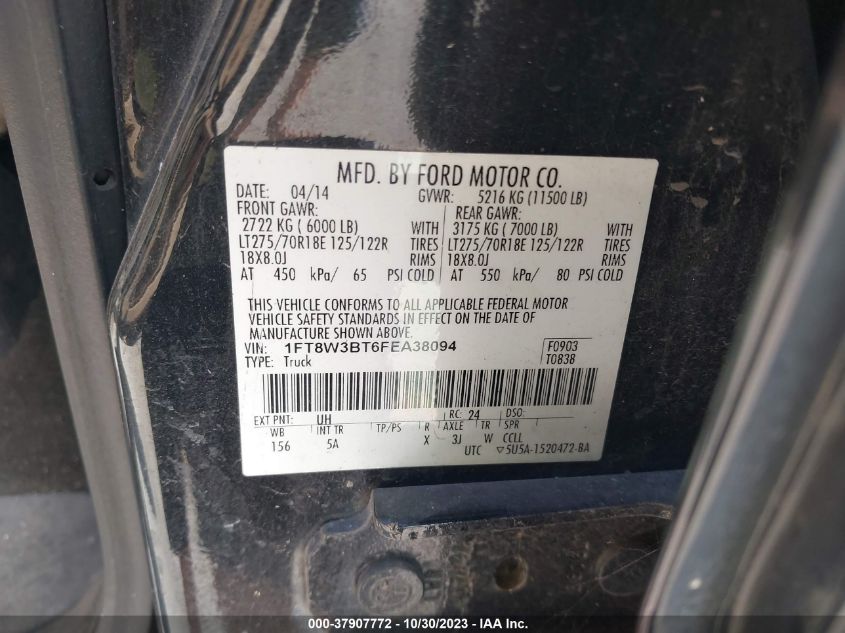 MFD. BY FORD MOTOR CO.
DATE: 04/14 GVWR: 5216 KG (11500 LB)
FRONT GAWR: REAR GAWR:
2722 KG ( 6000 LB) WITH 3175 KG ( 7000 LB) WITH
LT275/70R18E 125/122R TIRES LT275/70R18E 125/122R TIRES
18X8.0J RIMS 18X8.0J RIMS
AT 450 kPa/ 65 PSI COLD AT 550 kPa/ 80 PSI COLD
THIS VEHICLE CONFORMS TO ALL APPLICABLE FEDERAL MOTOR
VEHICLE SAFETY STANDARDS IN EFFECT ON THE DATE OF
MANUFACTURE SHOWN ABOVE.
VIN: 1FT8W3BT6FEA38094 F0903
TYPE: Truck T0838
EXT PNT: UH RC: 24 DSO:
WB INT TR TP/PS R AXLE TR SPR
156 5A X 3J W CCLL
UTC ▽5U5A-1520472-BA
000-37907772 - 10/30/2023 - WWW.IAAI.COM